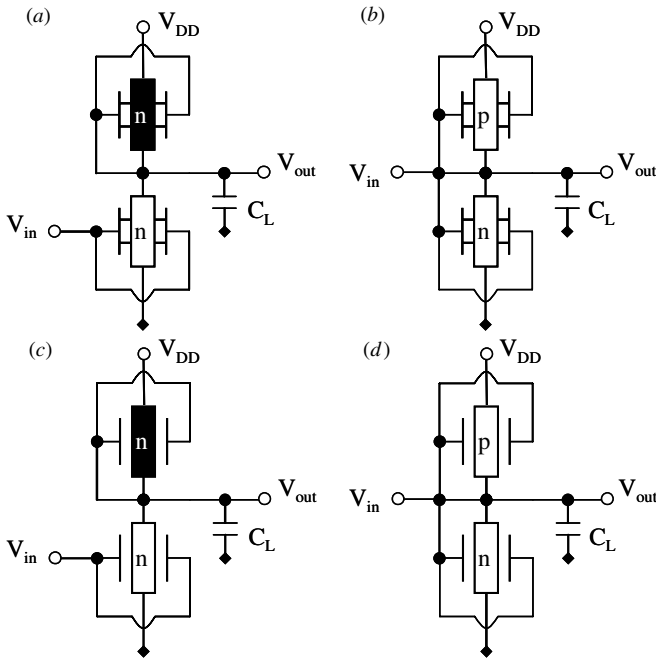 (a)
V_DD
n
V_out
V_in
n
C_L
(b)
V_DD
p
V_in
V_out
n
C_L
(c)
V_DD
n
V_out
V_in
n
C_L
(d)
V_DD
p
V_in
V_out
n
C_L